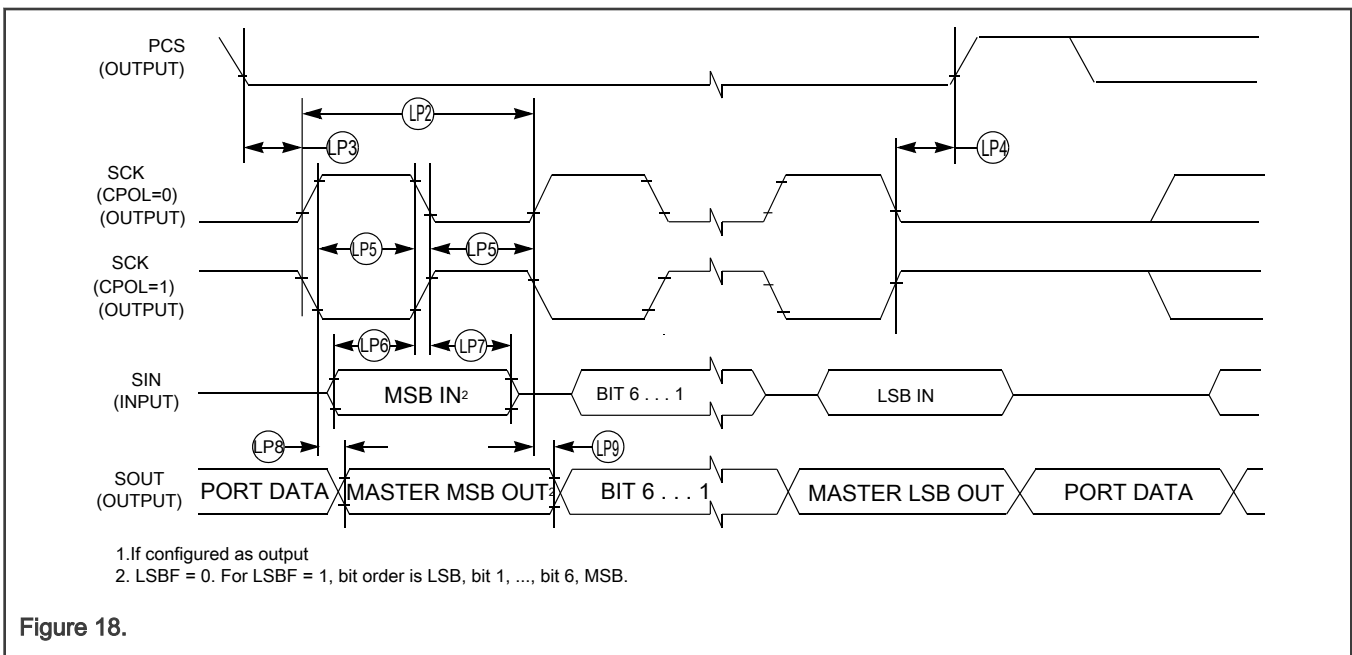 PCS
(OUTPUT)
LP2
LP3
LP4
SCK
(CPOL=0)
(OUTPUT)
LP5
LP5
SCK
(CPOL=1)
(OUTPUT)
LP6
LP7
SIN
(INPUT)
MSB IN2
BIT 6 . . . 1
LSB IN
LP8
LP9
SOUT
(OUTPUT)
PORT DATA
MASTER MSB OUT2
BIT 6 . . . 1
MASTER LSB OUT
PORT DATA
1.If configured as output
2. LSBF = 0. For LSBF = 1, bit order is LSB, bit 1, ..., bit 6, MSB.
Figure 18.